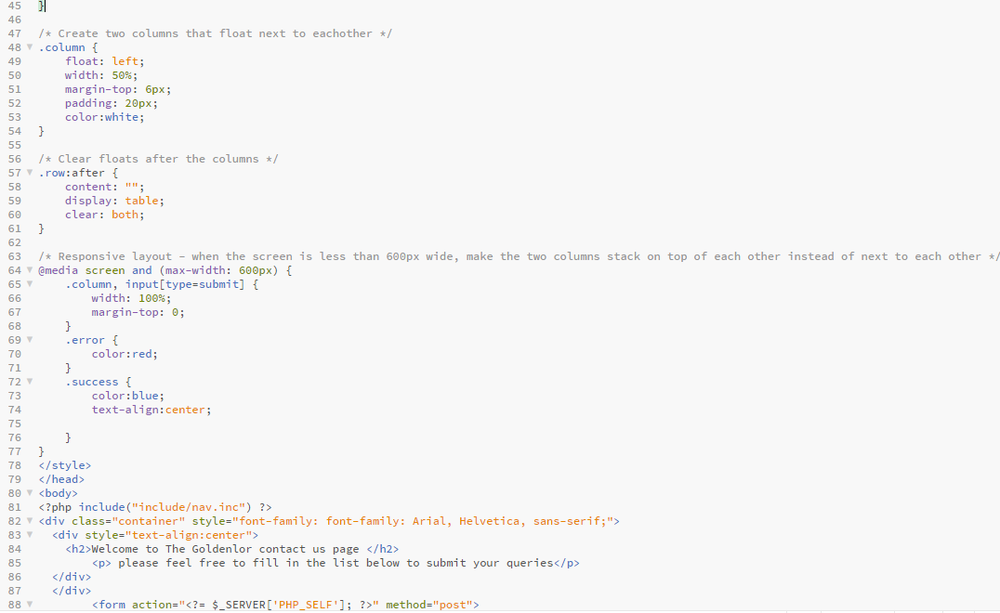 45 }
46
47 /* Create two columns that float next to eachother */
48 .column {
49 float: left;
50 width: 50%;
51 margin-top: 6px;
52 padding: 20px;
53 color:white;
54 }
55
56 /* Clear floats after the columns */
57 .row:after {
58 content: "";
59 display: table;
60 clear: both;
61 }
62
63 /* Responsive layout - when the screen is less than 600px wide, make the two columns stack on top of each other instead of next to each other */
64 @media screen and (max-width: 600px) {
65 .column, input[type=submit] {
66 width: 100%;
67 margin-top: 0;
68 }
69 .error {
70 color:red;
71 }
72 .success {
73 color:blue;
74 text-align:center;
75
76 }
77 }
78 </style>
79 </head>
80 <body>
81 <?php include("include/nav.inc") ?>
82 <div class="container" style="font-family: font-family: Arial, Helvetica, sans-serif;">
83 <div style="text-align:center">
84 <h2>Welcome to The Goldenlor contact us page </h2>
85 <p> please feel free to fill in the list below to submit your queries</p>
86 </div>
87 </div>
88 <form action="<?= $_SERVER['PHP_SELF']; ?>" method="post">